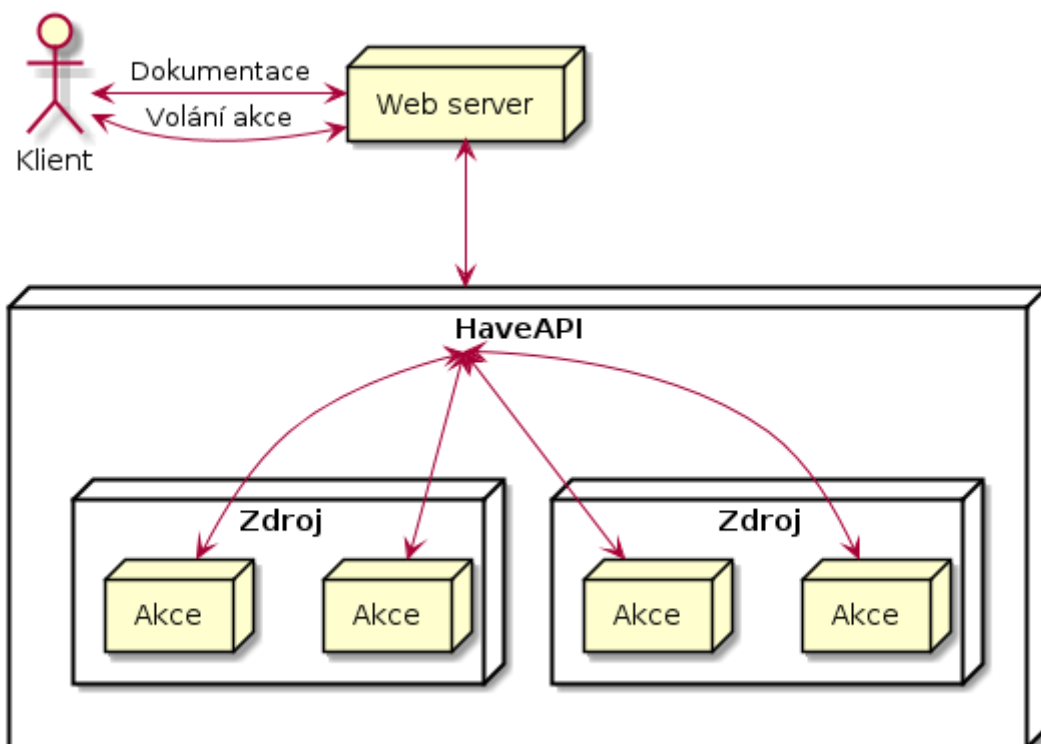 Dokumentace
Volání akce
Web server
Klient
HaveAPI
Zdroj
Zdroj
Akce
Akce
Akce
Akce